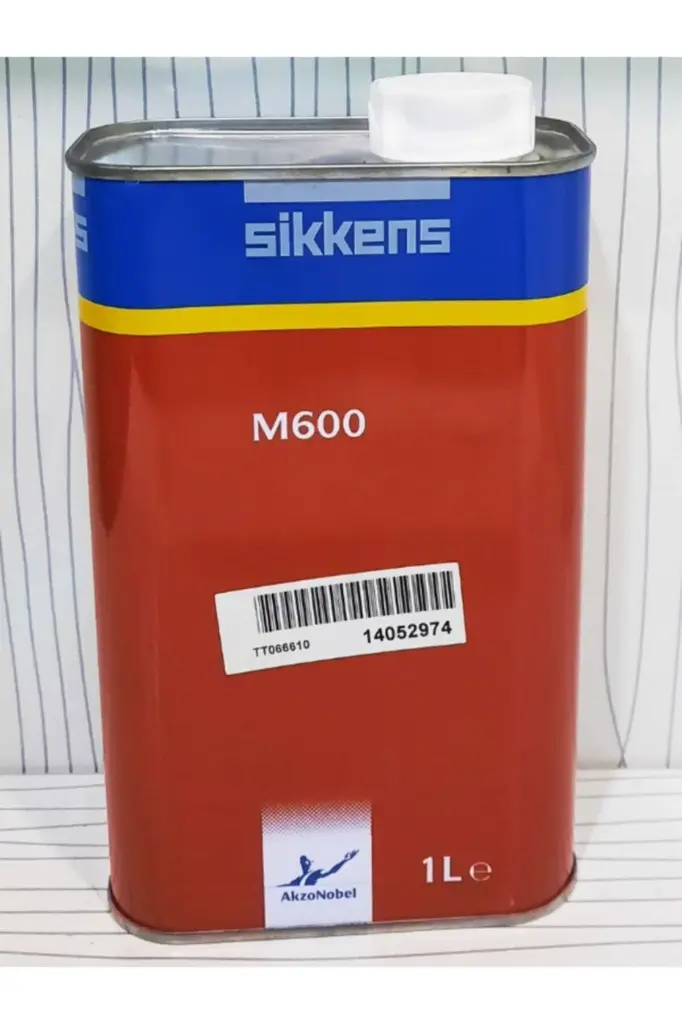 sikkens
s
M600
TT066610 14052974
AkzoNobel
1L ℮